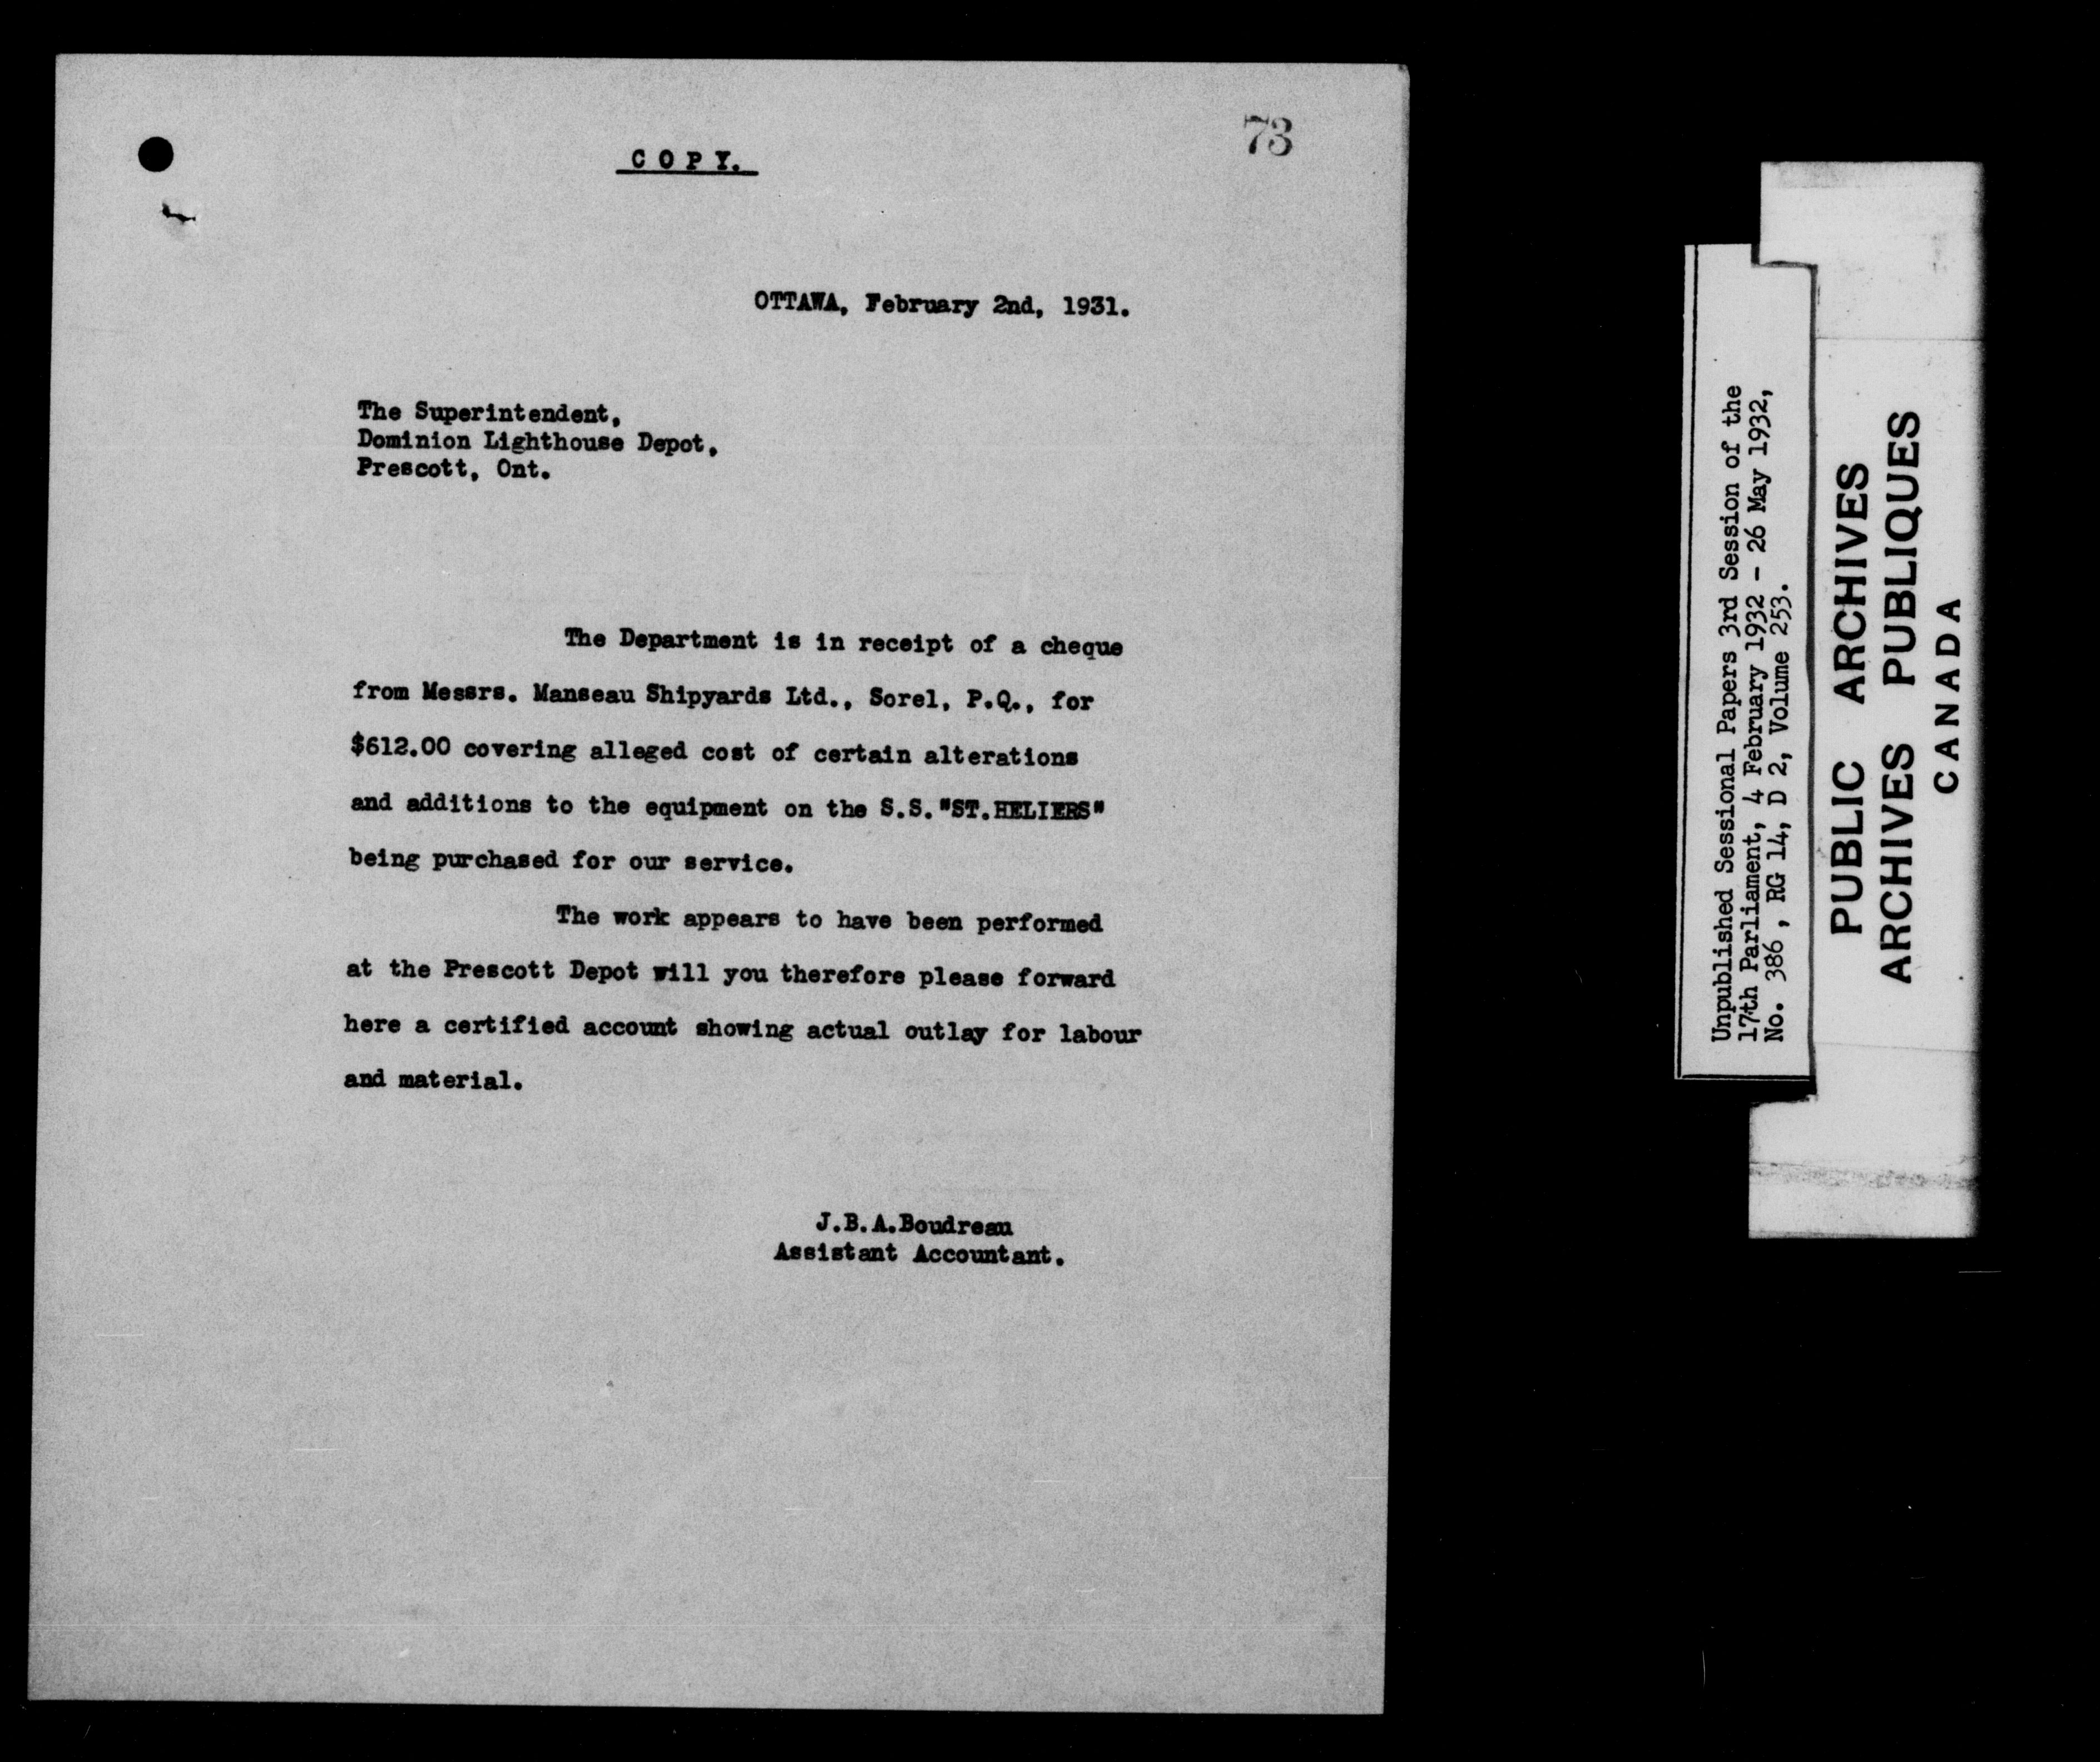 73
C O P Y.
OTTAWA, February 2nd, 1931.
The Superintendent,
Dominion Lighthouse Depot,
Prescott, Ont.
The Department is in receipt of a cheque
from Messrs. Manseau Shipyards Ltd., Sorel, P.Q., for
$612.00 covering alleged cost of certain alterations
and additions to the equipment on the S.S."ST.HELIERS"
being purchased for our service.
The work appears to have been performed
at the Prescott Depot will you therefore please forward
here a certified account showing actual outlay for labour
and material.
J.B.A.Boudreau
Assistant Accountant.
Unpublished Sessional Papers 3rd Session of the
17th Parliament, 4 February 1932 - 26 May 1932,
No. 386 , RG 14, D 2, Volume 253.
PUBLIC ARCHIVES
ARCHIVES PUBLIQUES
CANADA